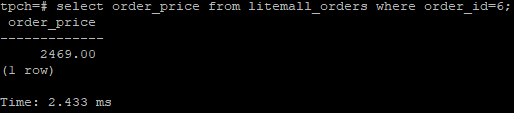 tpch=# select order_price from litemall_orders where order_id=6;
 order_price
-------------
     2469.00
(1 row)

Time: 2.433 ms